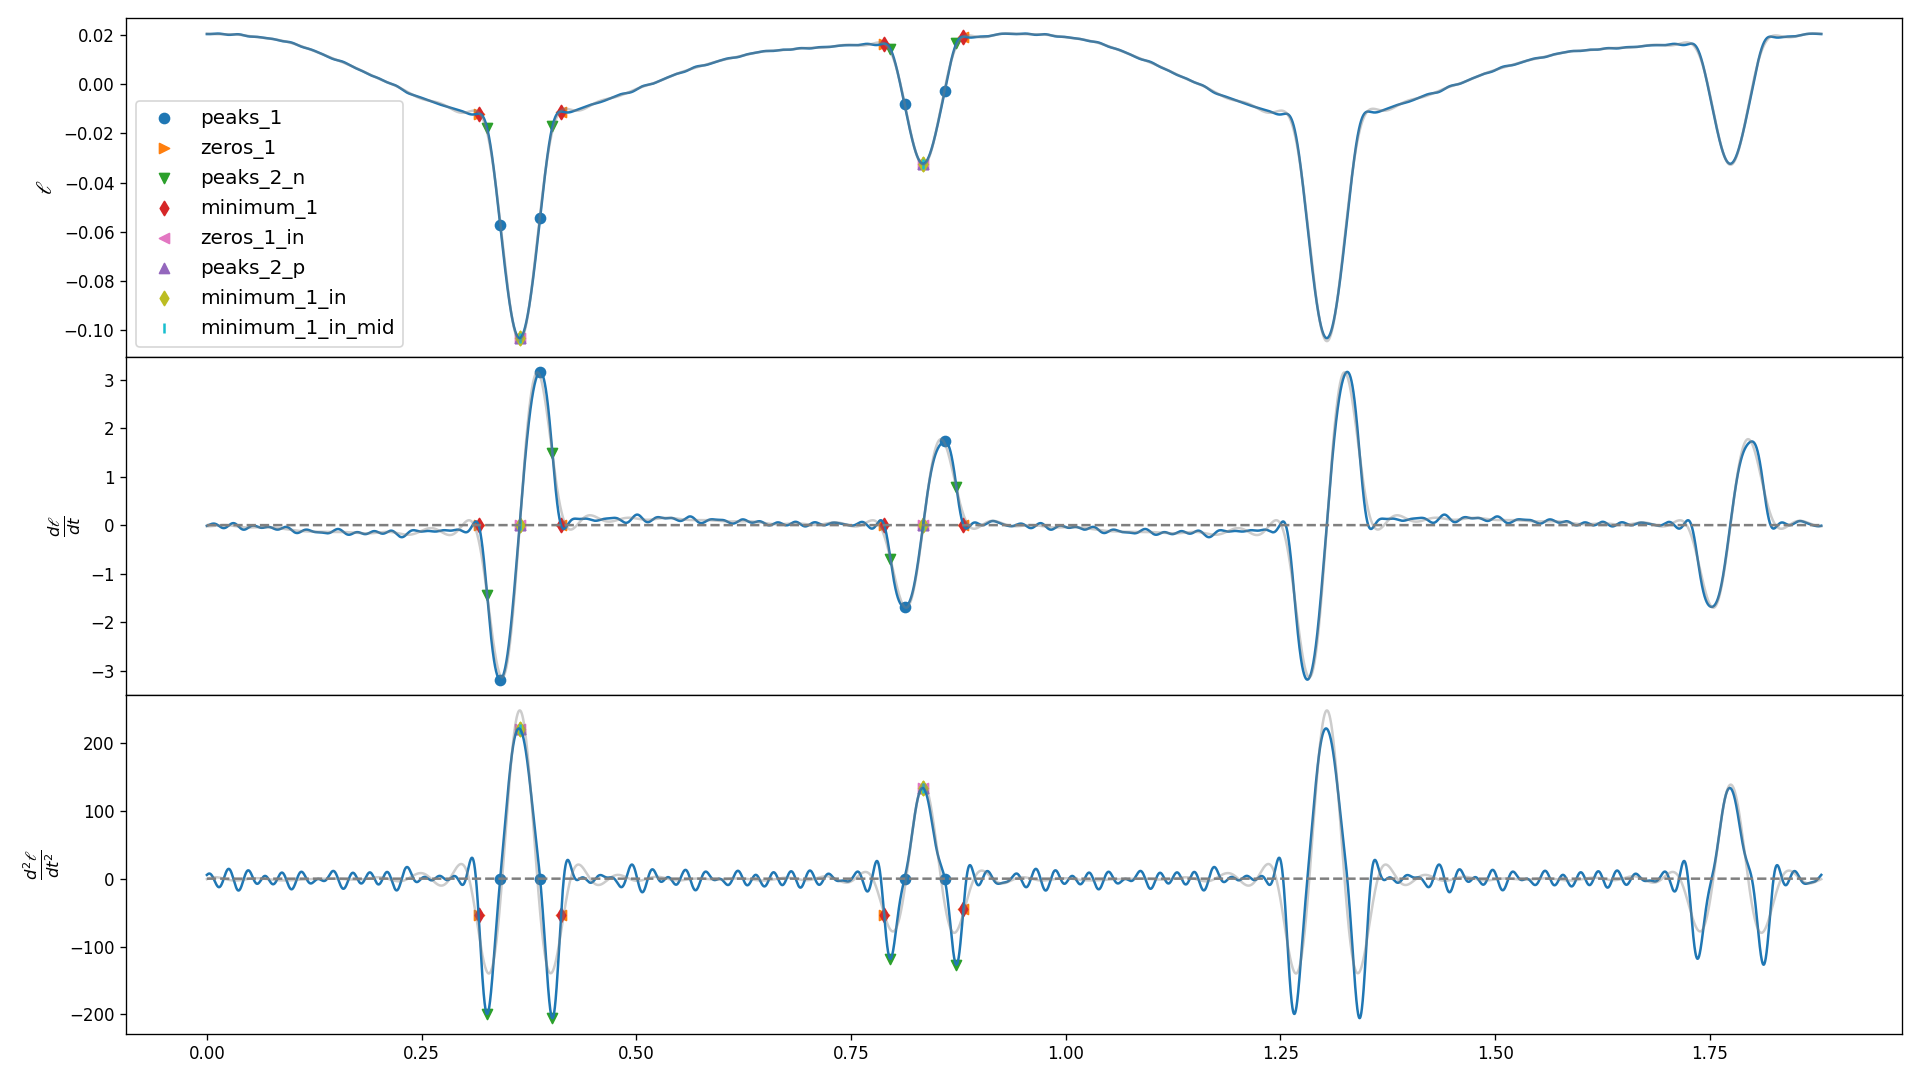 0.02
0.00
−0.02
−0.04
−0.06
−0.08
−0.10
ℓ
peaks_1
zeros_1
peaks_2_n
minimum_1
zeros_1_in
peaks_2_p
minimum_1_in
minimum_1_in_mid
3
2
1
0
−1
−2
−3
dℓ
dt
200
100
0
−100
−200
d²ℓ
dt²
0.00 0.25 0.50 0.75 1.00 1.25 1.50 1.75